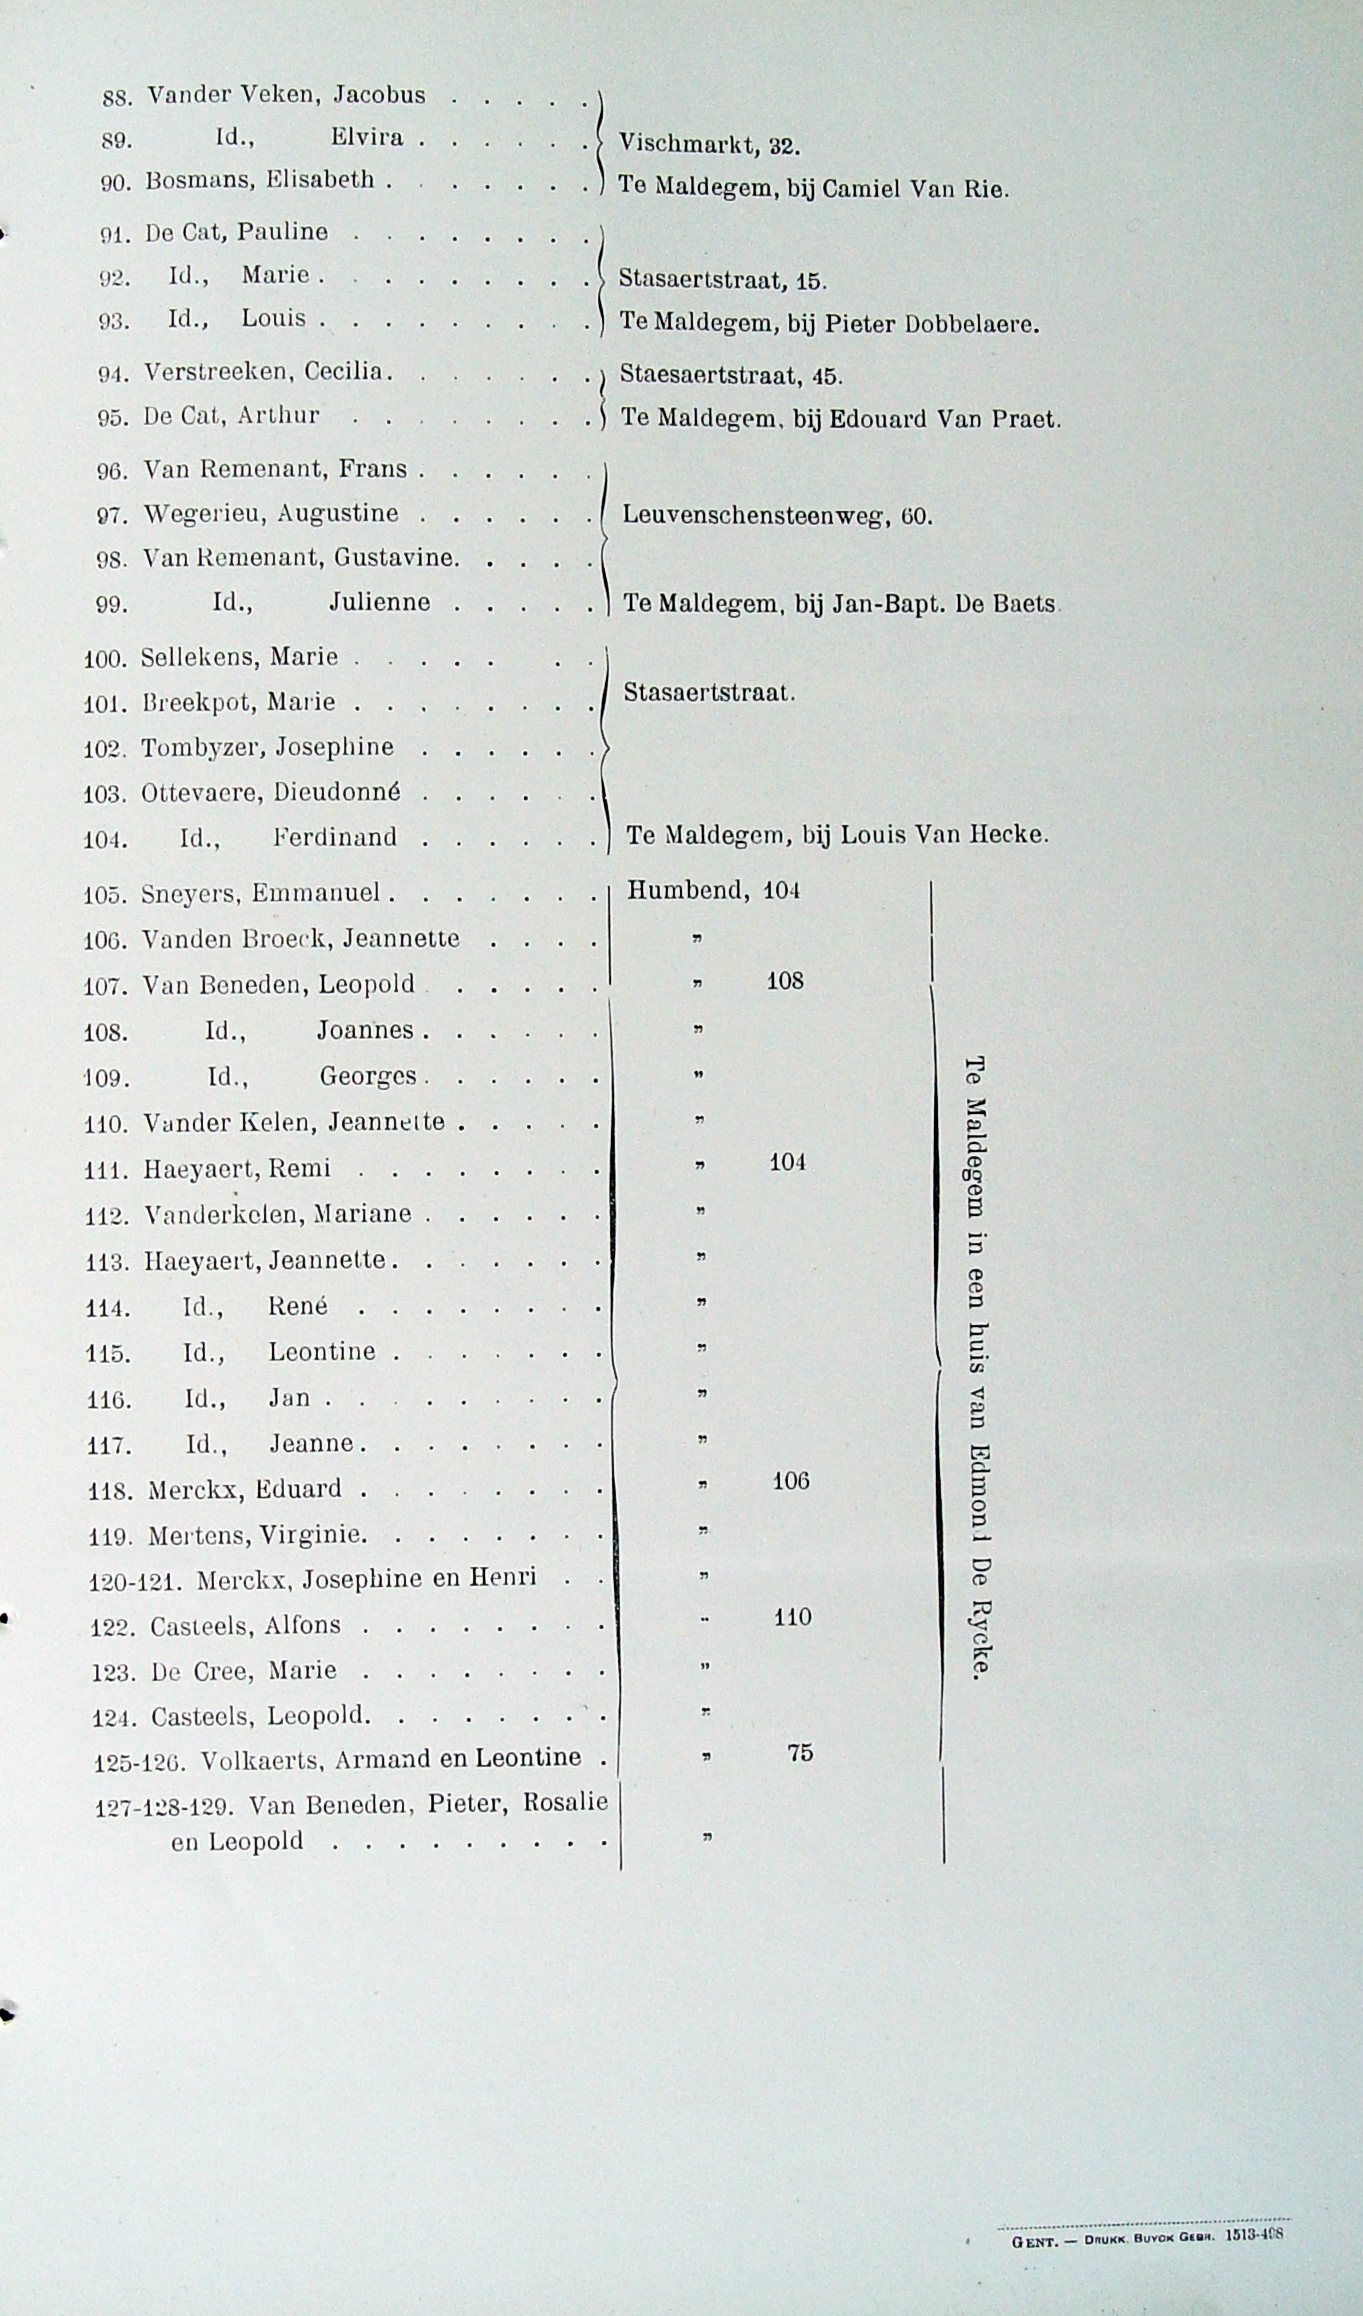 88. Vander Veken, Jacobus . . . . .
89. Id., Elvira . . . . . . Vischmarkt, 32.
90. Bosmans, Elisabeth . . . . . . . Te Maldegem, bij Camiel Van Rie.
91. De Cat, Pauline . . . . . . . .
92. Id., Marie . . . . . . . . . Stasaertstraat, 15.
93. Id., Louis . . . . . . . . . Te Maldegem, bij Pieter Dobbelaere.
94. Verstreeken, Cecilia . . . . . . . Staesaertstraat, 45.
95. De Cat, Arthur . . . . . . . . Te Maldegem, bij Edouard Van Praet.
96. Van Remenant, Frans . . . . . .
97. Wegerieu, Augustine . . . . . . Leuvenschensteenweg, 60.
98. Van Remenant, Gustavine. . . . .
99. Id., Julienne . . . . . Te Maldegem, bij Jan-Bapt. De Baets.
100. Sellekens, Marie . . . . . . .
101. Breekpot, Marie . . . . . . . . Stasaertstraat.
102. Tombyzer, Josephine . . . . . .
103. Ottevaere, Dieudonné . . . . . .
104. Id., Ferdinand . . . . . . Te Maldegem, bij Louis Van Hecke.
105. Sneyers, Emmanuel . . . . . . . Humbend, 104
106. Vanden Broeck, Jeannette . . . . „
107. Van Beneden, Leopold . . . . . . „ 108
108. Id., Joannes . . . . . . „
109. Id., Georges . . . . . . „
110. Vander Kelen, Jeannette . . . . . „
111. Haeyaert, Remi . . . . . . . . „ 104
112. Vanderkelen, Mariane . . . . . . „
113. Haeyaert, Jeannette . . . . . . . „
114. Id., René . . . . . . . . „
115. Id., Leontine . . . . . . . „
116. Id., Jan . . . . . . . . . „
117. Id., Jeanne . . . . . . . . „
118. Merckx, Eduard . . . . . . . . „ 106
119. Mertens, Virginie. . . . . . . . „
120-121. Merckx, Josephine en Henri . . „
122. Casteels, Alfons . . . . . . . . „ 110
123. De Cree, Marie . . . . . . . . „
124. Casteels, Leopold. . . . . . . . „
125-126. Volkaerts, Armand en Leontine . „ 75
127-128-129. Van Beneden, Pieter, Rosalie
en Leopold . . . . . . . . . „
Te Maldegem in een huis van Edmond De Rycke.
GENT. — DRUKK. BUYCK GEBR. 1513-498